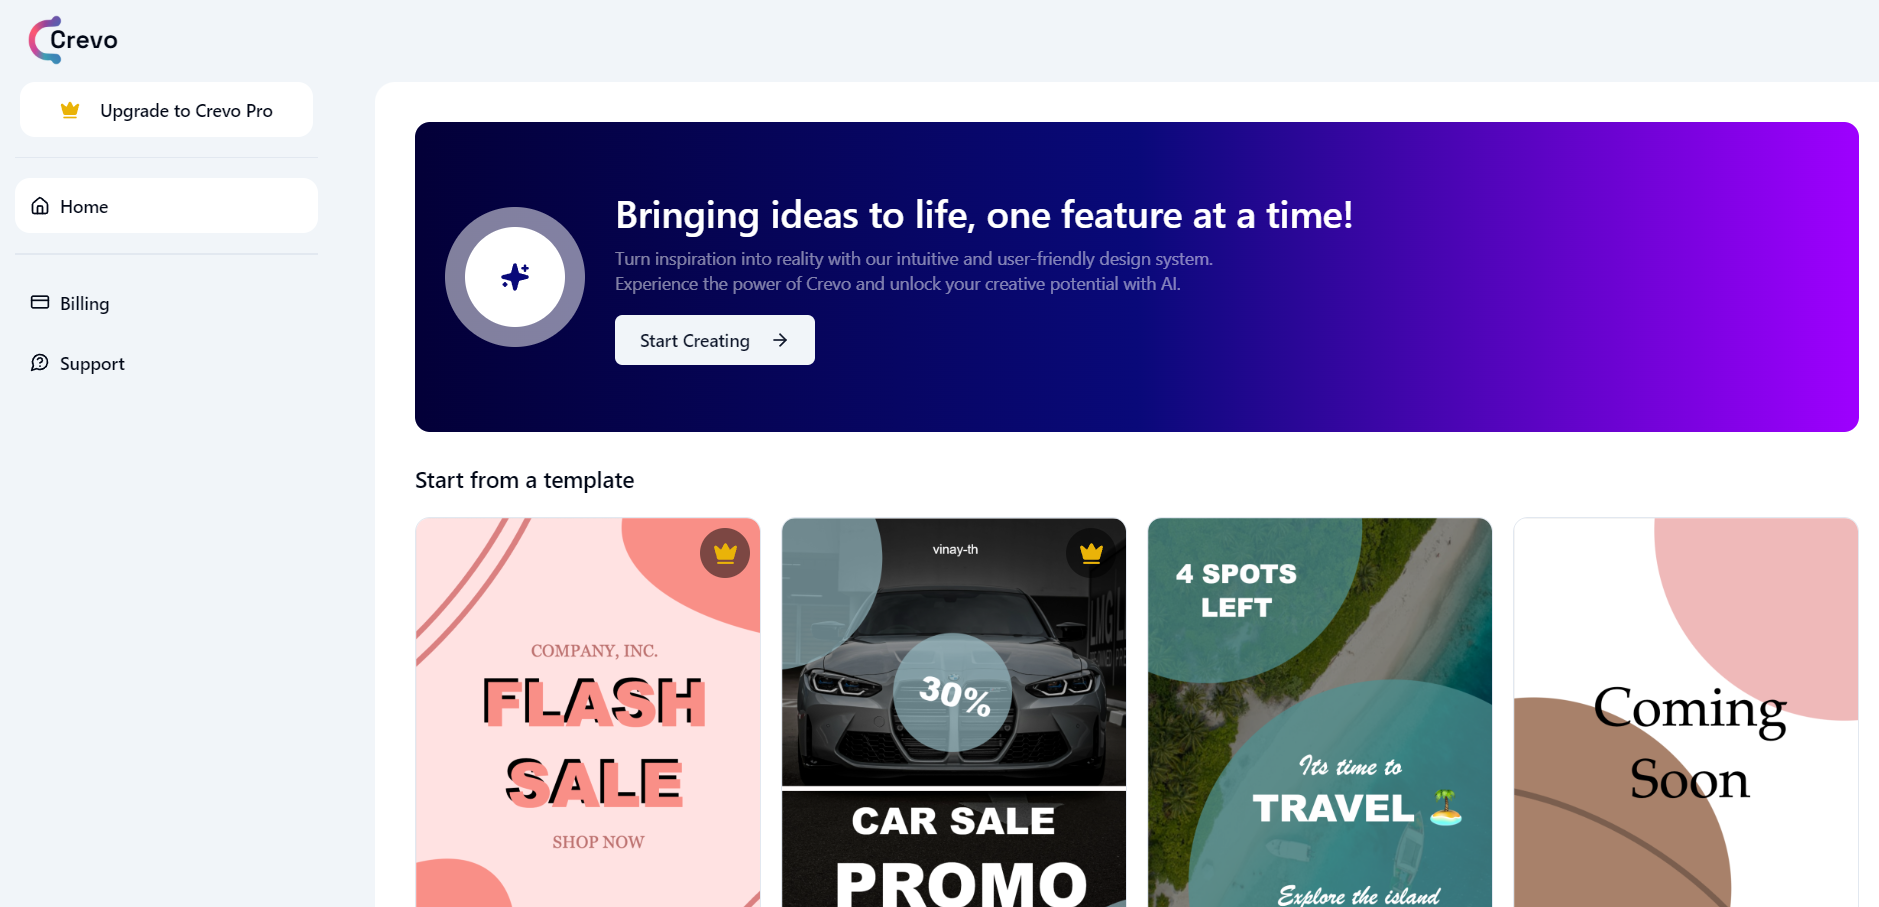 Crevo
Upgrade to Crevo Pro
Home
Billing
Support
Bringing ideas to life, one feature at a time!
Turn inspiration into reality with our intuitive and user-friendly design system.
Experience the power of Crevo and unlock your creative potential with AI.
Start Creating
Start from a template
COMPANY, INC.
FLASH
SALE
SHOP NOW
vinay-th
30%
CAR SALE
PROMO
4 SPOTS
LEFT
Its time to
TRAVEL 🏝️
Explore the island
Coming
Soon